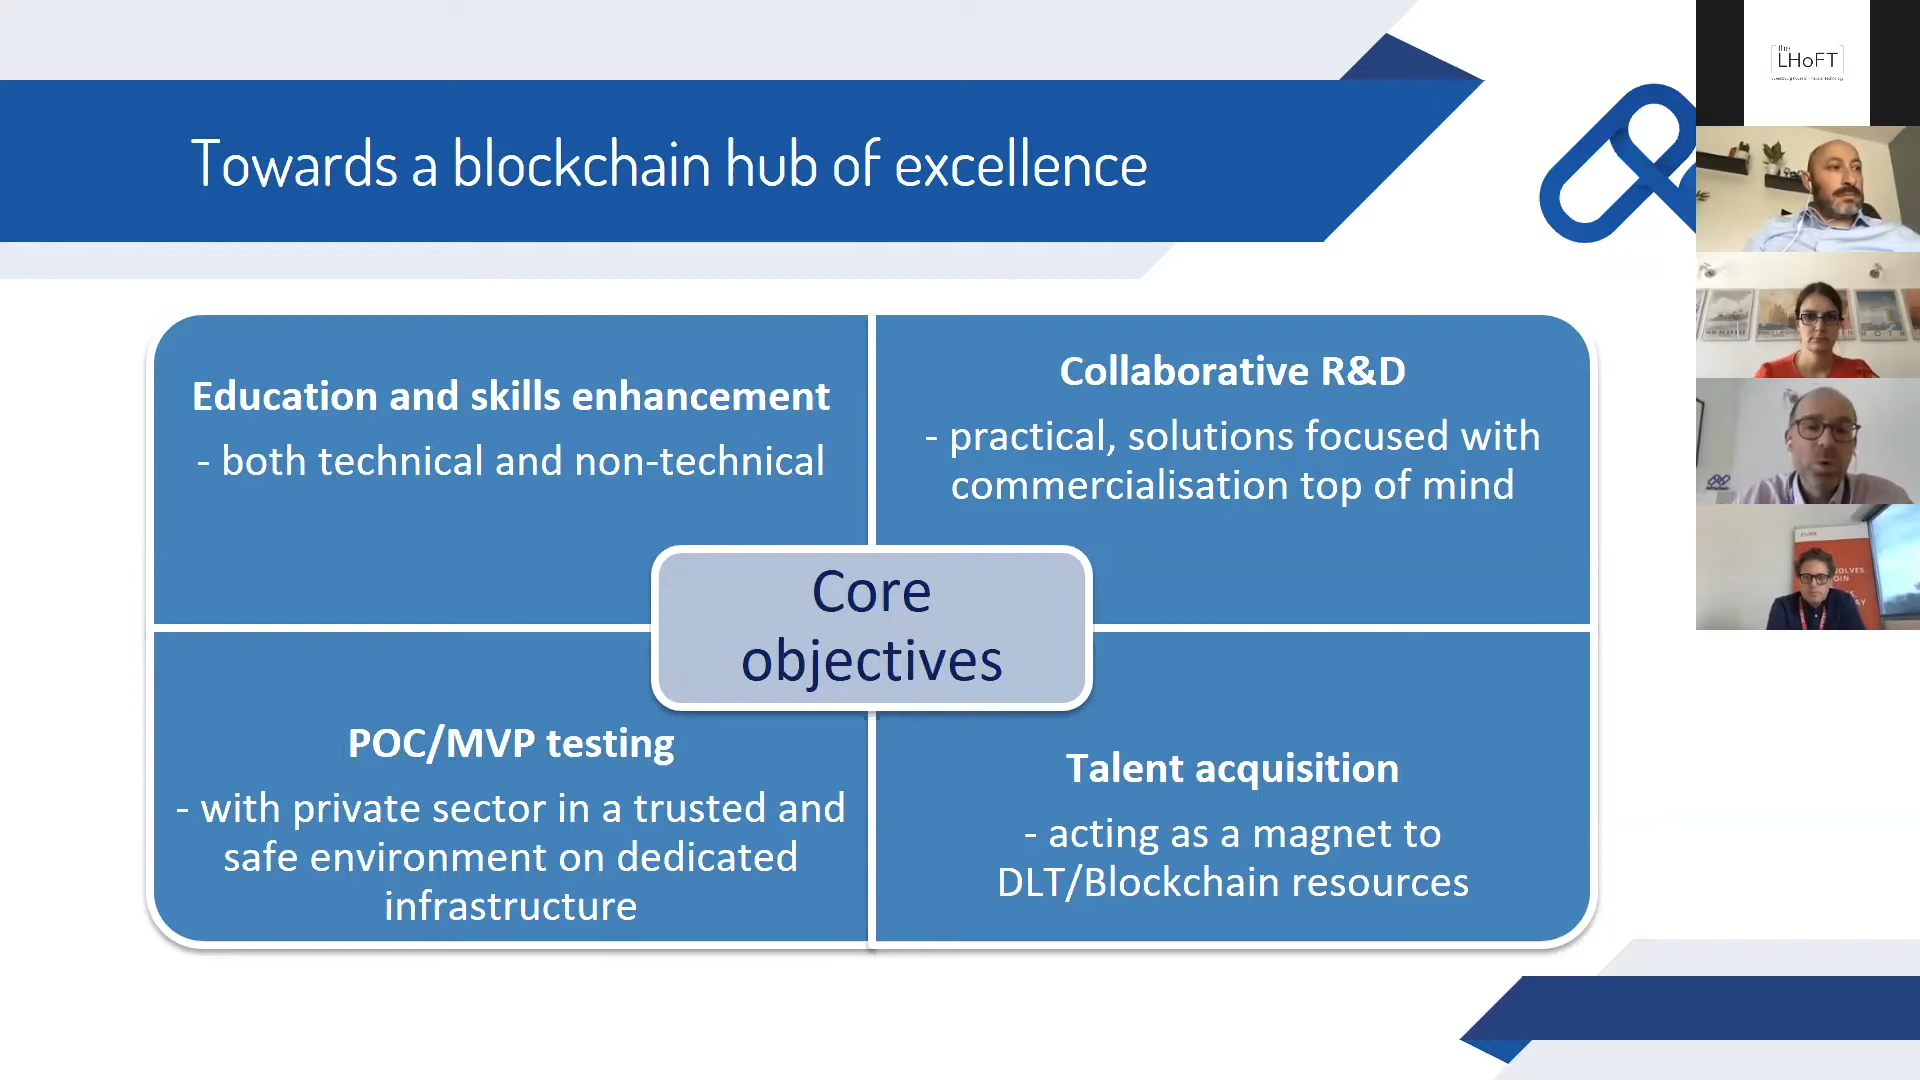 Towards a blockchain hub of excellence
Education and skills enhancement
- both technical and non-technical
Collaborative R&D
- practical, solutions focused with
commercialisation top of mind
Core
objectives
POC/MVP testing
- with private sector in a trusted and
safe environment on dedicated
infrastructure
Talent acquisition
- acting as a magnet to
DLT/Blockchain resources
the
LHoFT